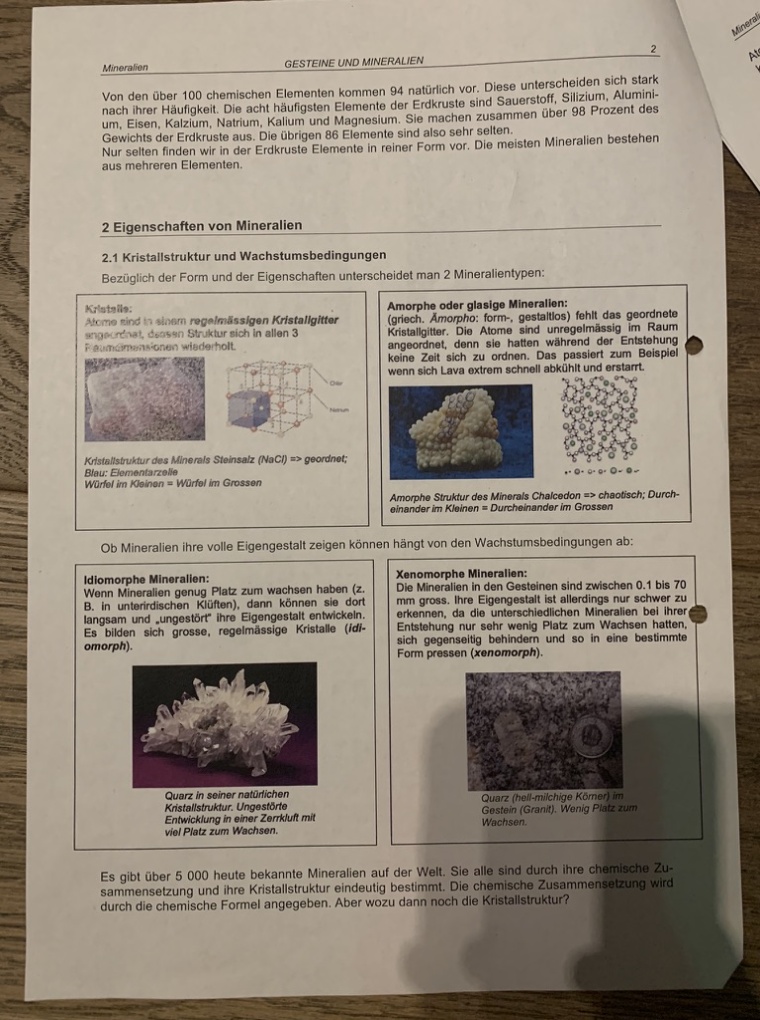 Mineralien
GESTEINE UND MINERALIEN
2
Von den über 100 chemischen Elementen kommen 94 natürlich vor. Diese unterscheiden sich stark
nach ihrer Häufigkeit. Die acht häufigsten Elemente der Erdkruste sind Sauerstoff, Silizium, Alumini-
um, Eisen, Kalzium, Natrium, Kalium und Magnesium. Sie machen zusammen über 98 Prozent des
Gewichts der Erdkruste aus. Die übrigen 86 Elemente sind also sehr selten.
Nur selten finden wir in der Erdkruste Elemente in reiner Form vor. Die meisten Mineralien bestehen
aus mehreren Elementen.
2 Eigenschaften von Mineralien
2.1 Kristallstruktur und Wachstumsbedingungen
Bezüglich der Form und der Eigenschaften unterscheidet man 2 Mineralientypen:
Kristalle:
Atome sind in einem regelmässigen Kristallgitter
angeordnet, dessen Struktur sich in allen 3
Raumdimensionen wiederholt.
Chlor
Natrium
Kristallstruktur des Minerals Steinsalz (NaCl) => geordnet;
Blau: Elementarzelle
Würfel im Kleinen = Würfel im Grossen
Amorphe oder glasige Mineralien:
(griech. Ámorpho: form-, gestaltlos) fehlt das geordnete
Kristallgitter. Die Atome sind unregelmässig im Raum
angeordnet, denn sie hatten während der Entstehung
keine Zeit sich zu ordnen. Das passiert zum Beispiel
wenn sich Lava extrem schnell abkühlt und erstarrt.
Amorphe Struktur des Minerals Chalcedon => chaotisch; Durch-
einander im Kleinen = Durcheinander im Grossen
Ob Mineralien ihre volle Eigengestalt zeigen können hängt von den Wachstumsbedingungen ab:
Idiomorphe Mineralien:
Wenn Mineralien genug Platz zum wachsen haben (z.
B. in unterirdischen Klüften), dann können sie dort
langsam und „ungestört" ihre Eigengestalt entwickeln.
Es bilden sich grosse, regelmässige Kristalle (idi-
omorph).
Quarz in seiner natürlichen
Kristallstruktur. Ungestörte
Entwicklung in einer Zerrkluft mit
viel Platz zum Wachsen.
Xenomorphe Mineralien:
Die Mineralien in den Gesteinen sind zwischen 0.1 bis 70
mm gross. Ihre Eigengestalt ist allerdings nur schwer zu
erkennen, da die unterschiedlichen Mineralien bei ihrer
Entstehung nur sehr wenig Platz zum Wachsen hatten,
sich gegenseitig behindern und so in eine bestimmte
Form pressen (xenomorph).
Quarz (hell-milchige Körner) im
Gestein (Granit). Wenig Platz zum
Wachsen.
Es gibt über 5 000 heute bekannte Mineralien auf der Welt. Sie alle sind durch ihre chemische Zu-
sammensetzung und ihre Kristallstruktur eindeutig bestimmt. Die chemische Zusammensetzung wird
durch die chemische Formel angegeben. Aber wozu dann noch die Kristallstruktur?